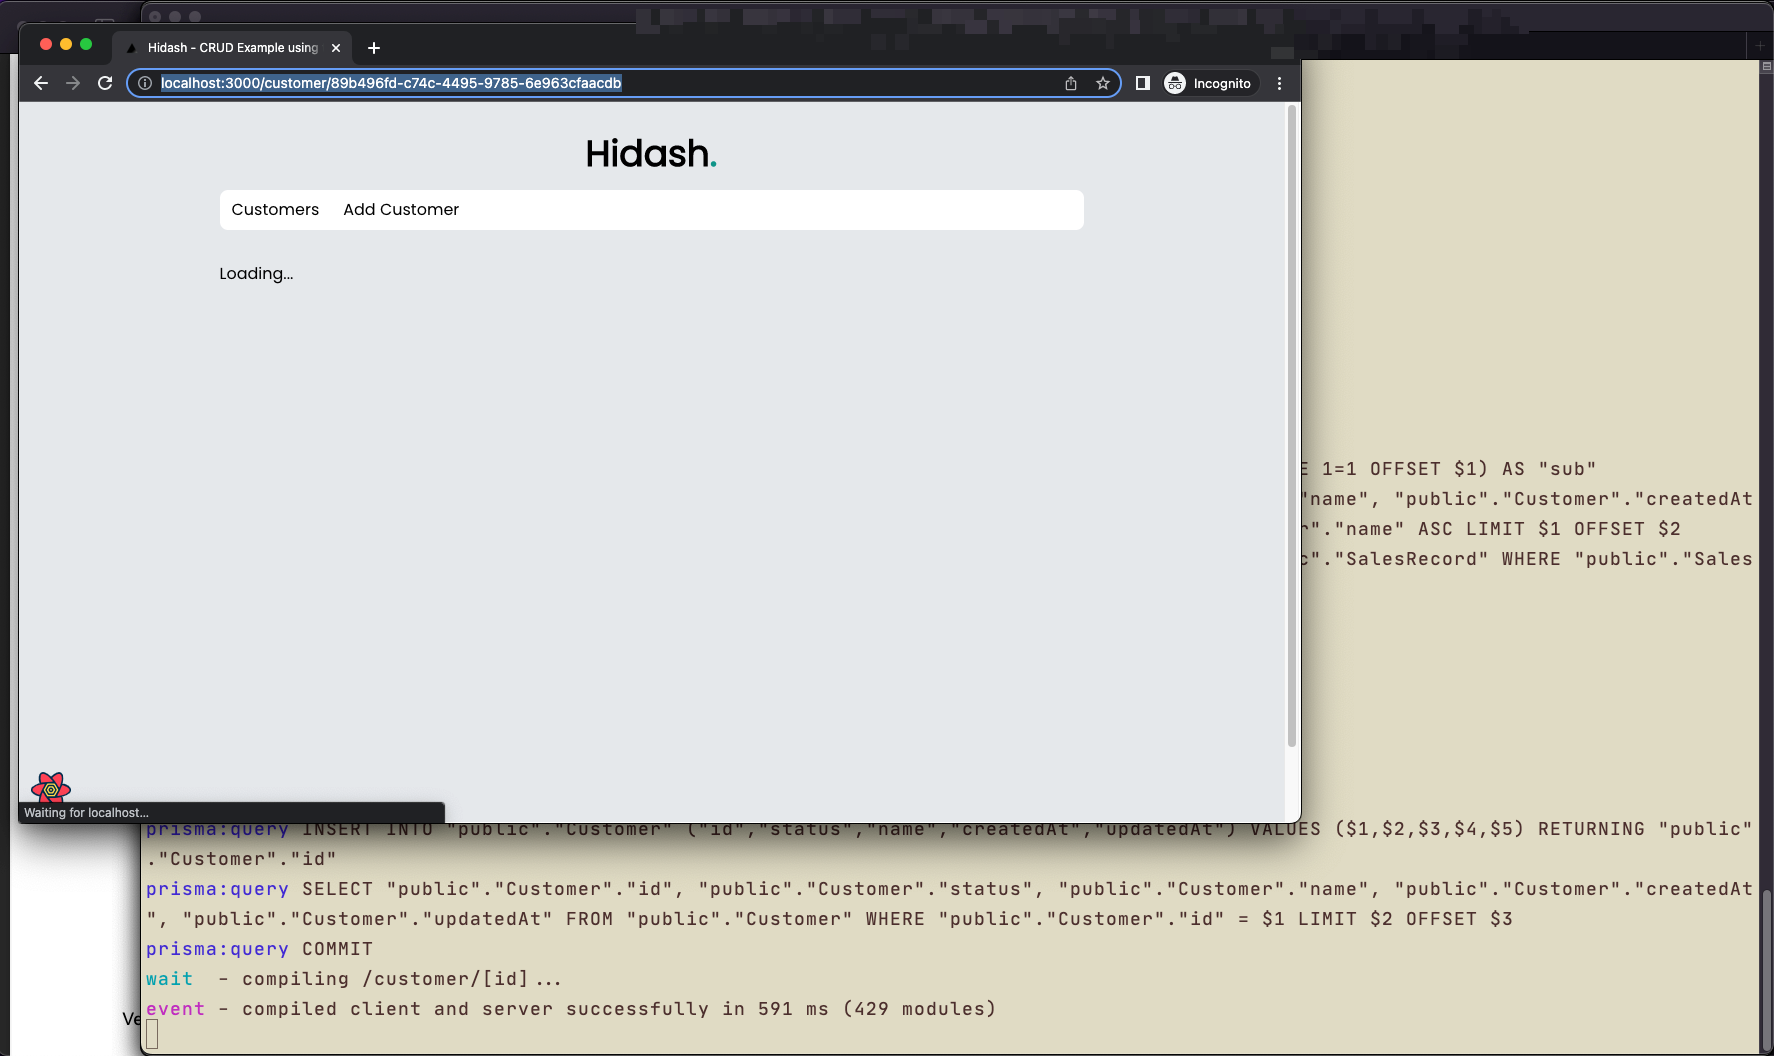 Hidash - CRUD Example using
localhost:3000/customer/89b496fd-c74c-4495-9785-6e963cfaacdb
Incognito
Hidash.
Customers Add Customer
Loading...
1=1 OFFSET $1) AS "sub"
"name", "public"."Customer"."createdAt
"."name" ASC LIMIT $1 OFFSET $2
"."SalesRecord" WHERE "public"."Sales
Waiting for localhost...
prisma:query INSERT INTO "public"."Customer" ("id","status","name","createdAt","updatedAt") VALUES ($1,$2,$3,$4,$5) RETURNING "public"
."Customer"."id"
prisma:query SELECT "public"."Customer"."id", "public"."Customer"."status", "public"."Customer"."name", "public"."Customer"."createdAt
", "public"."Customer"."updatedAt" FROM "public"."Customer" WHERE "public"."Customer"."id" = $1 LIMIT $2 OFFSET $3
prisma:query COMMIT
wait - compiling /customer/[id]...
event - compiled client and server successfully in 591 ms (429 modules)
Ve